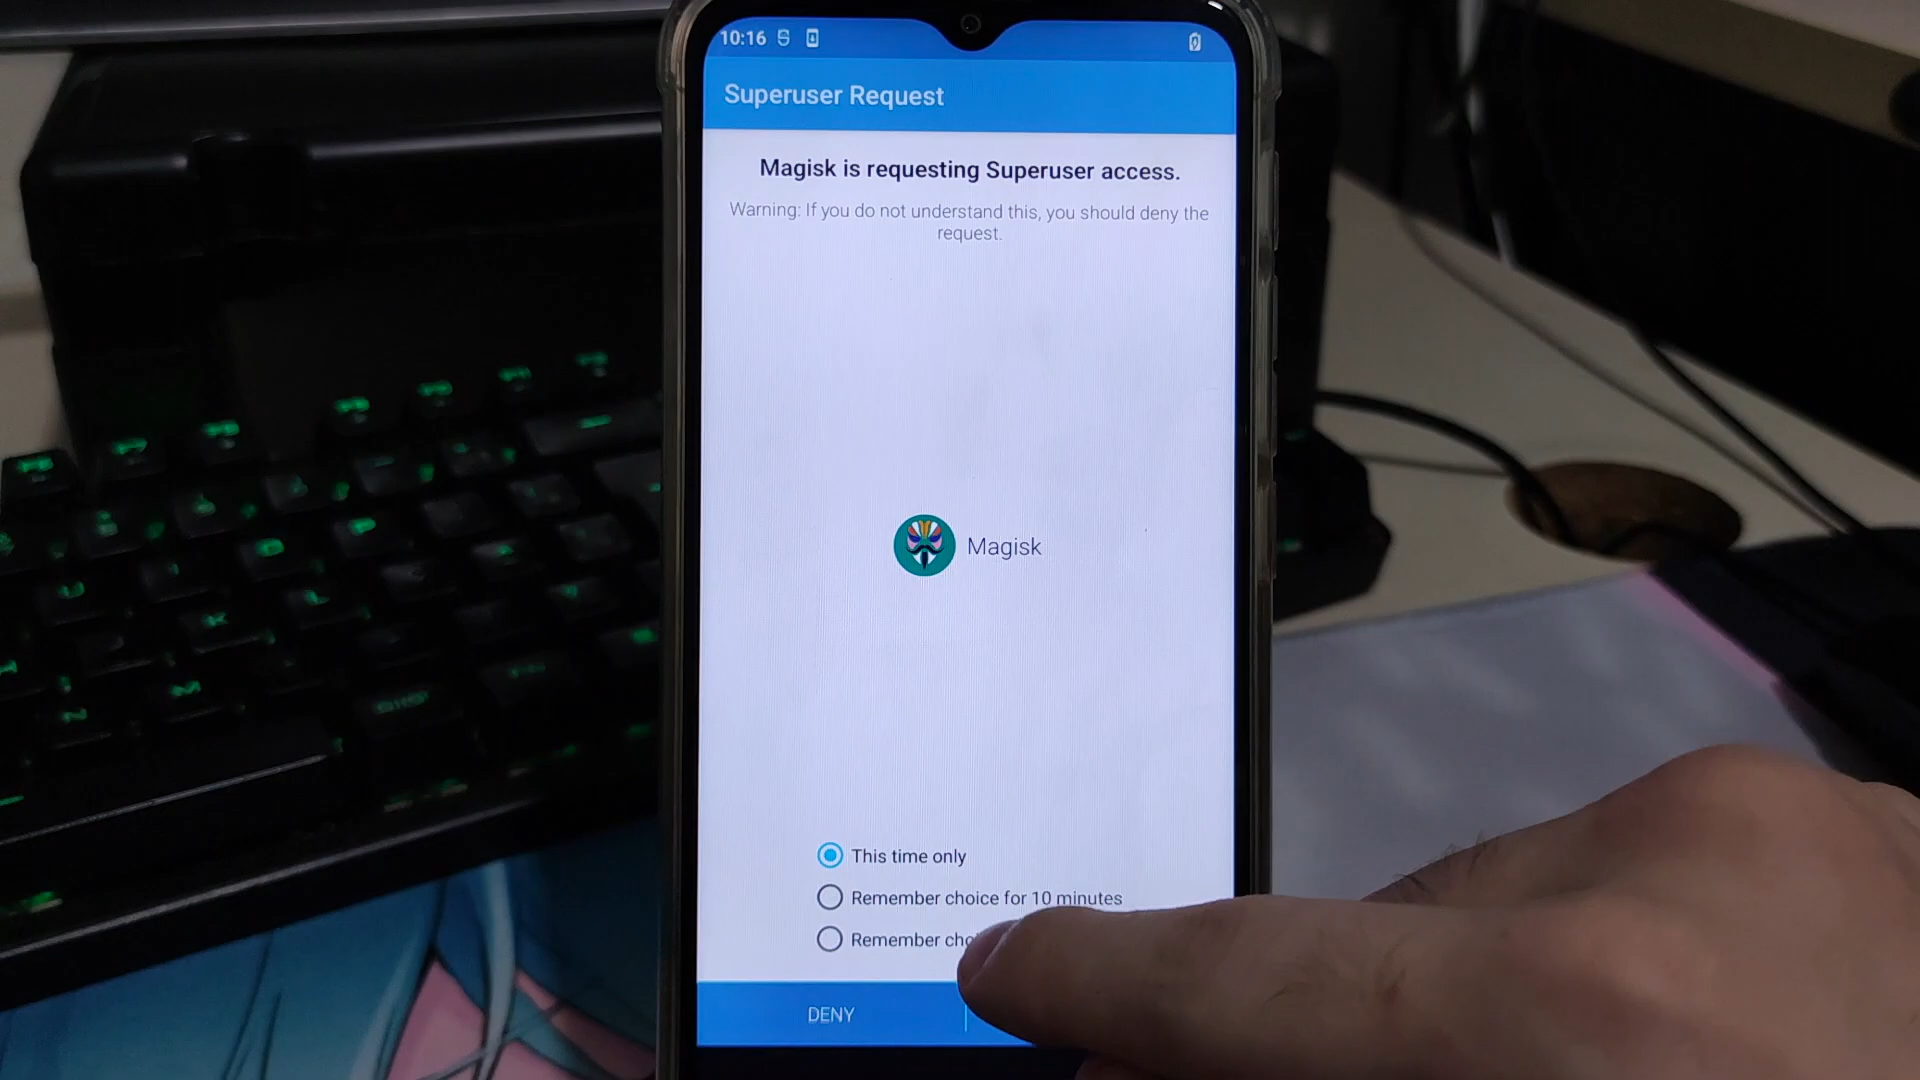 10:16
Superuser Request
Magisk is requesting Superuser access.
Warning: If you do not understand this, you should deny the
request.
Magisk
This time only
Remember choice for 10 minutes
Remember
DENY
U
K
L
N
M